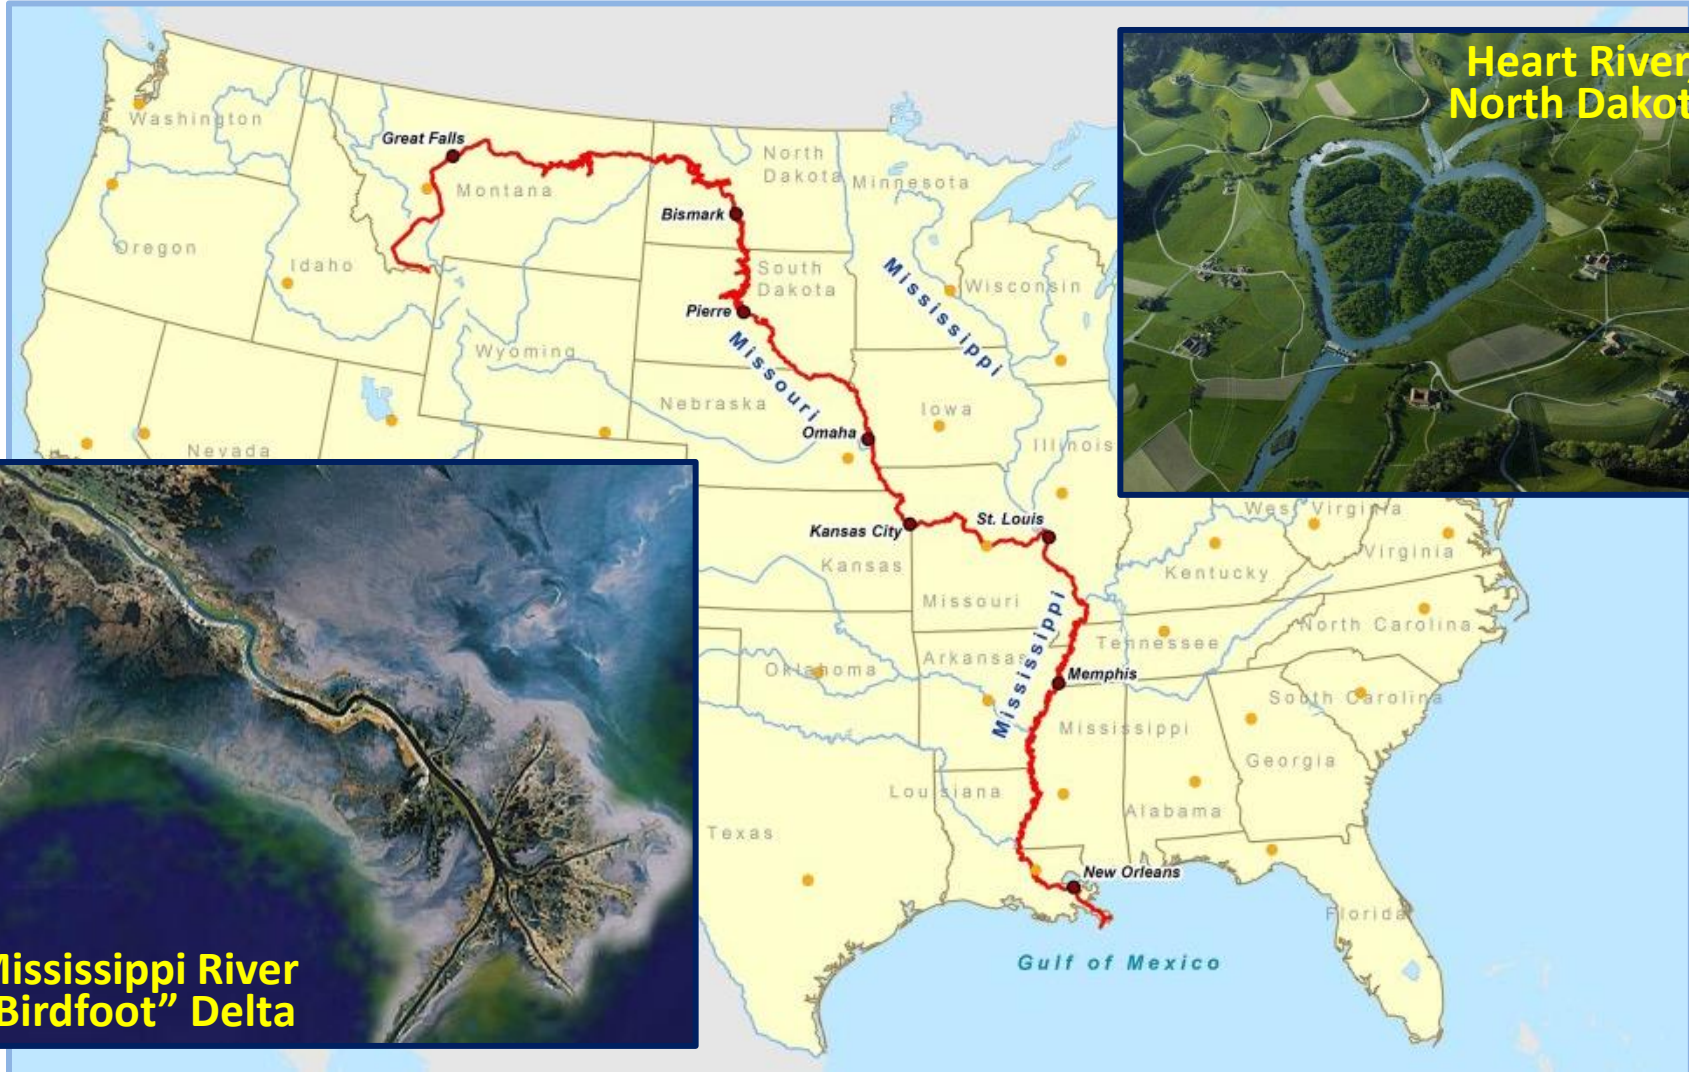 Heart River
North Dakot
Washington
Great Falls
Montana
North
Dakota
Minnesota
Bismark
Oregon
Idaho
South
Dakota
Mississippi
Wisconsin
Pierre
Wyoming
Missouri
Nebraska
Iowa
Omaha
Illinois
Nevada
West Virginia
St. Louis
Kansas City
Virginia
Kansas
Kentucky
Missouri
Mississippi
North Carolina
Tennessee
Arkansas
Oklahoma
Memphis
South Carolina
Mississippi
Georgia
Louisiana
Alabama
Texas
New Orleans
Florida
Gulf of Mexico
Mississippi River
Birdfoot” Delta